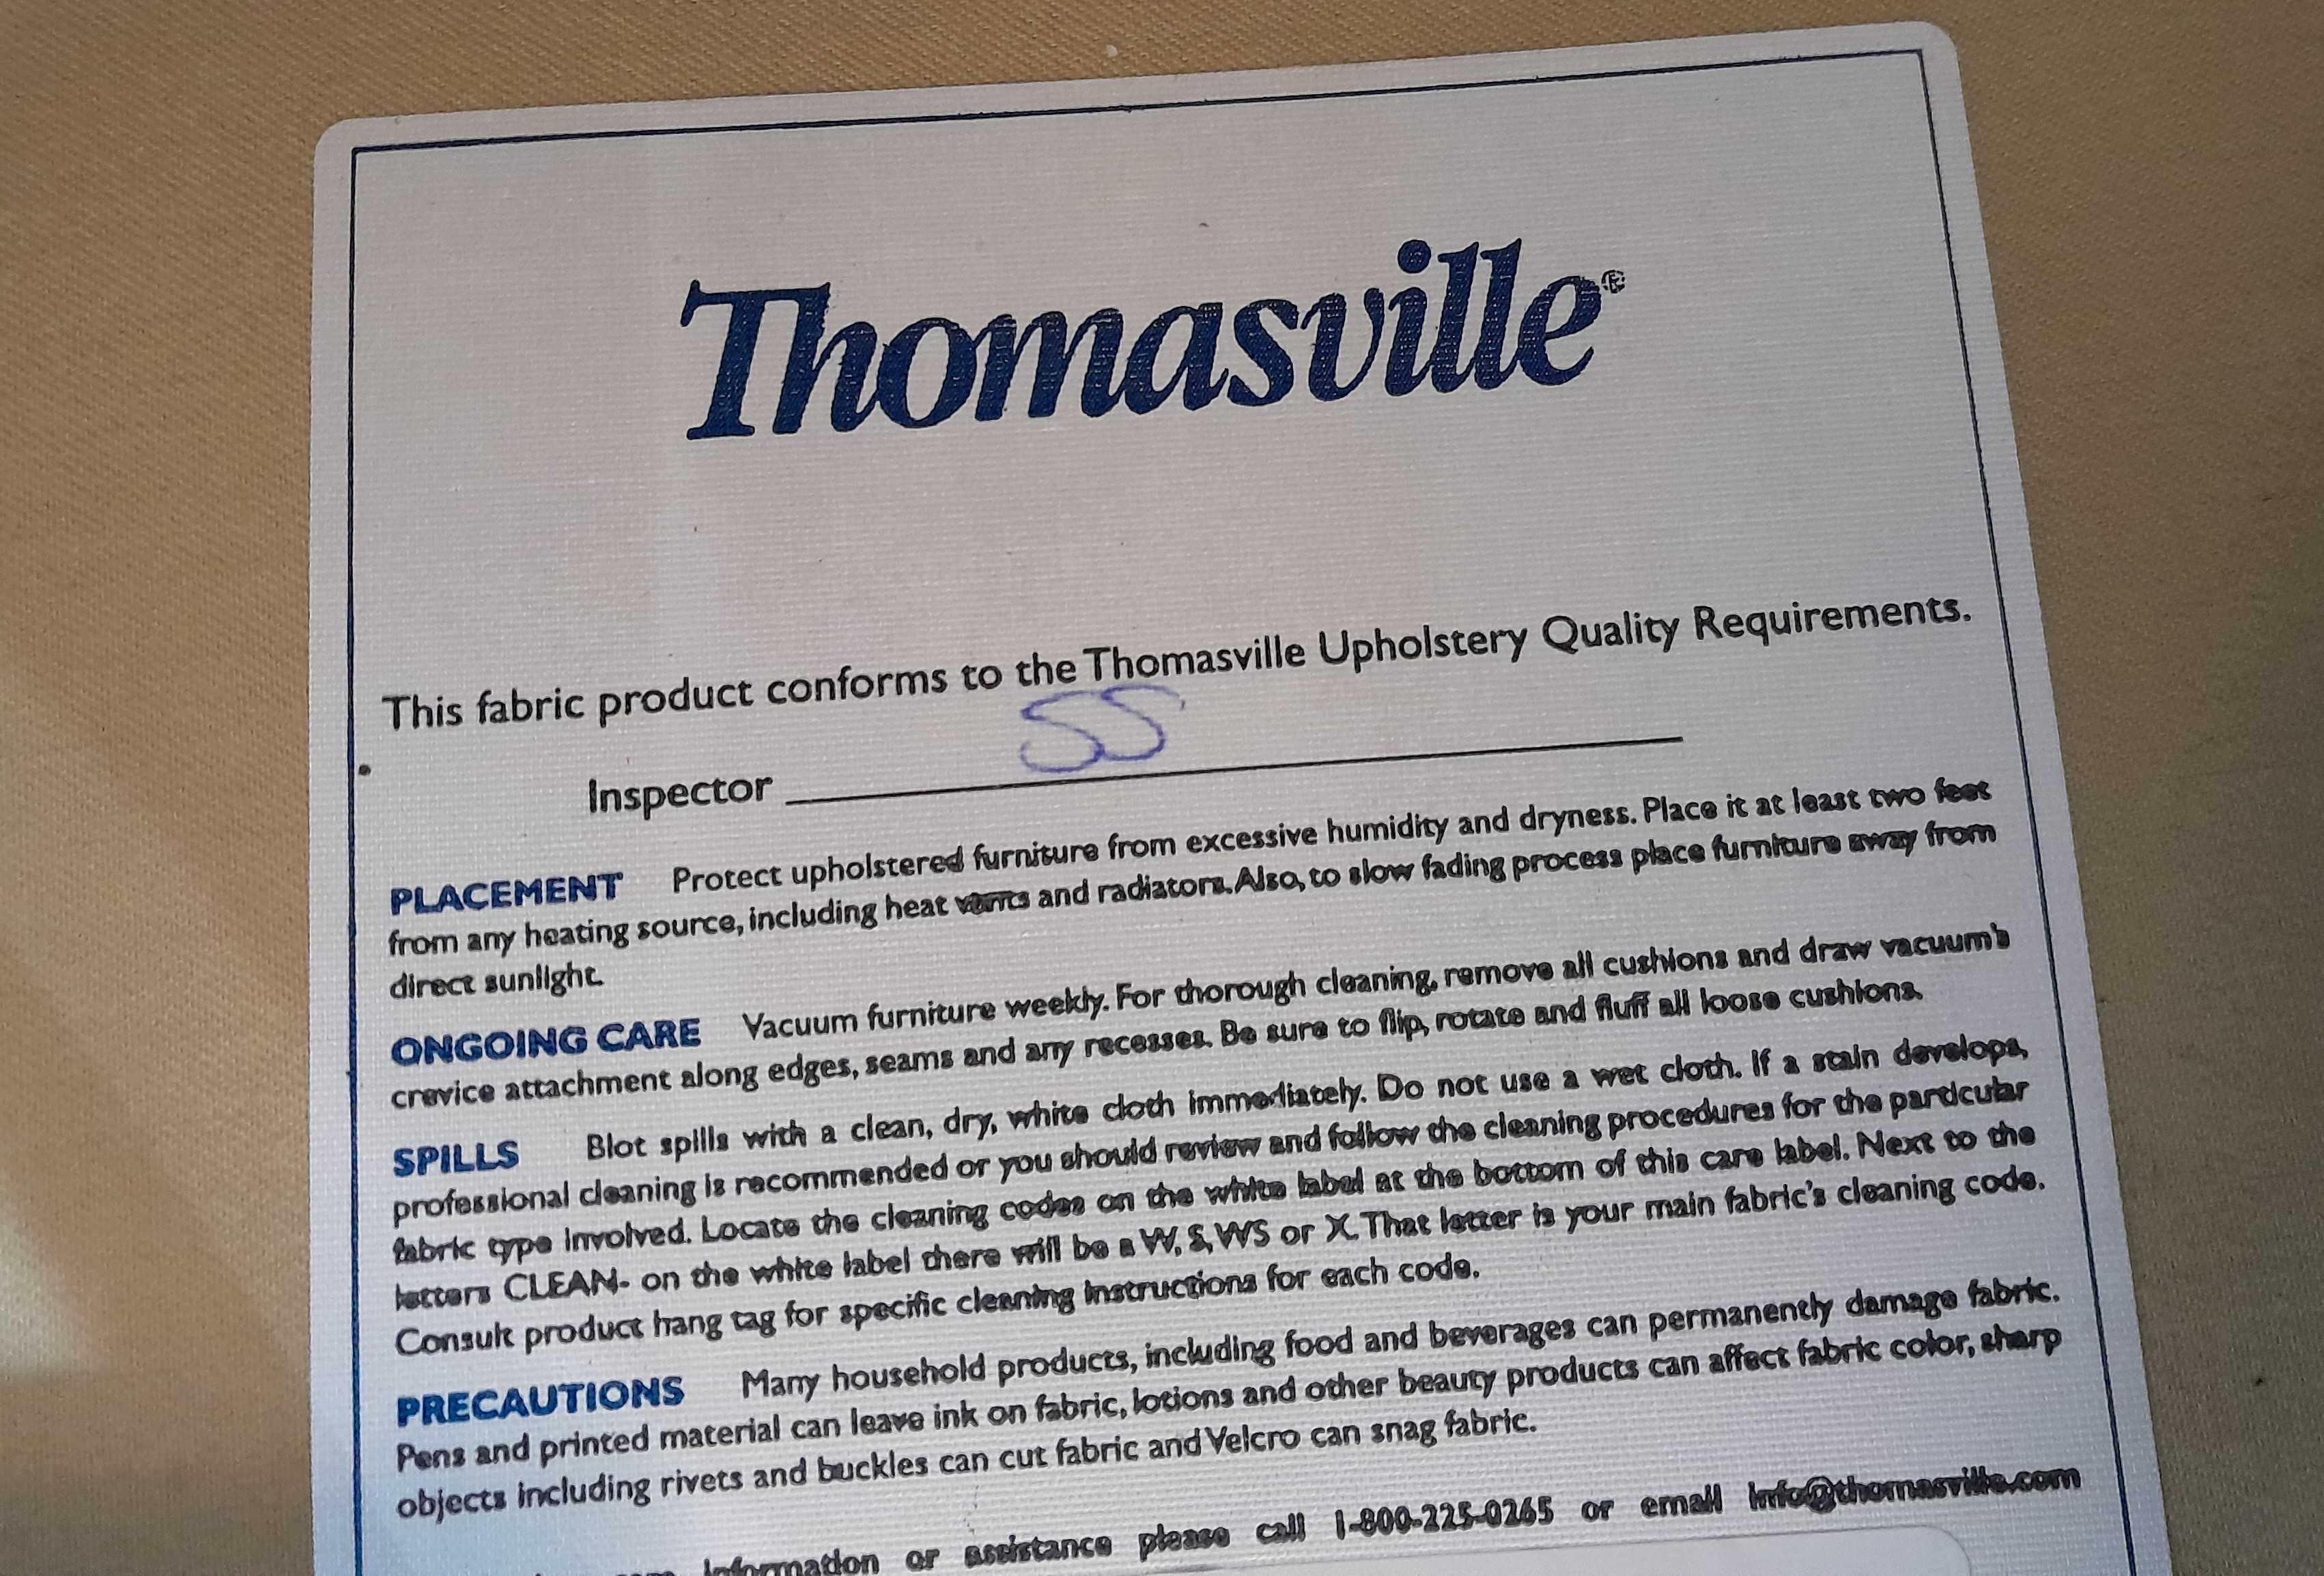 Thomasville®
This fabric product conforms to the Thomasville Upholstery Quality Requirements.
Inspector SS
PLACEMENT Protect upholstered furniture from excessive humidity and dryness. Place it at least two feet
from any heating source, including heat vents and radiators. Also, to slow fading process place furniture away from
direct sunlight.
ONGOING CARE Vacuum furniture weekly. For thorough cleaning, remove all cushions and draw vacuum's
crevice attachment along edges, seams and any recesses. Be sure to flip, rotate and fluff all loose cushions.
SPILLS Blot spills with a clean, dry, white cloth immediately. Do not use a wet cloth. If a stain develops,
professional cleaning is recommended or you should review and follow the cleaning procedures for the particular
fabric type involved. Locate the cleaning codes on the white label at the bottom of this care label. Next to the
letters CLEAN- on the white label there will be a W, S, WS or X. That letter is your main fabric's cleaning code.
Consult product hang tag for specific cleaning instructions for each code.
PRECAUTIONS Many household products, including food and beverages can permanently damage fabric.
Pens and printed material can leave ink on fabric, lotions and other beauty products can affect fabric color, sharp
objects including rivets and buckles can cut fabric and Velcro can snag fabric.
information or assistance please call 1-800-225-0265 or email info@thomasville.com